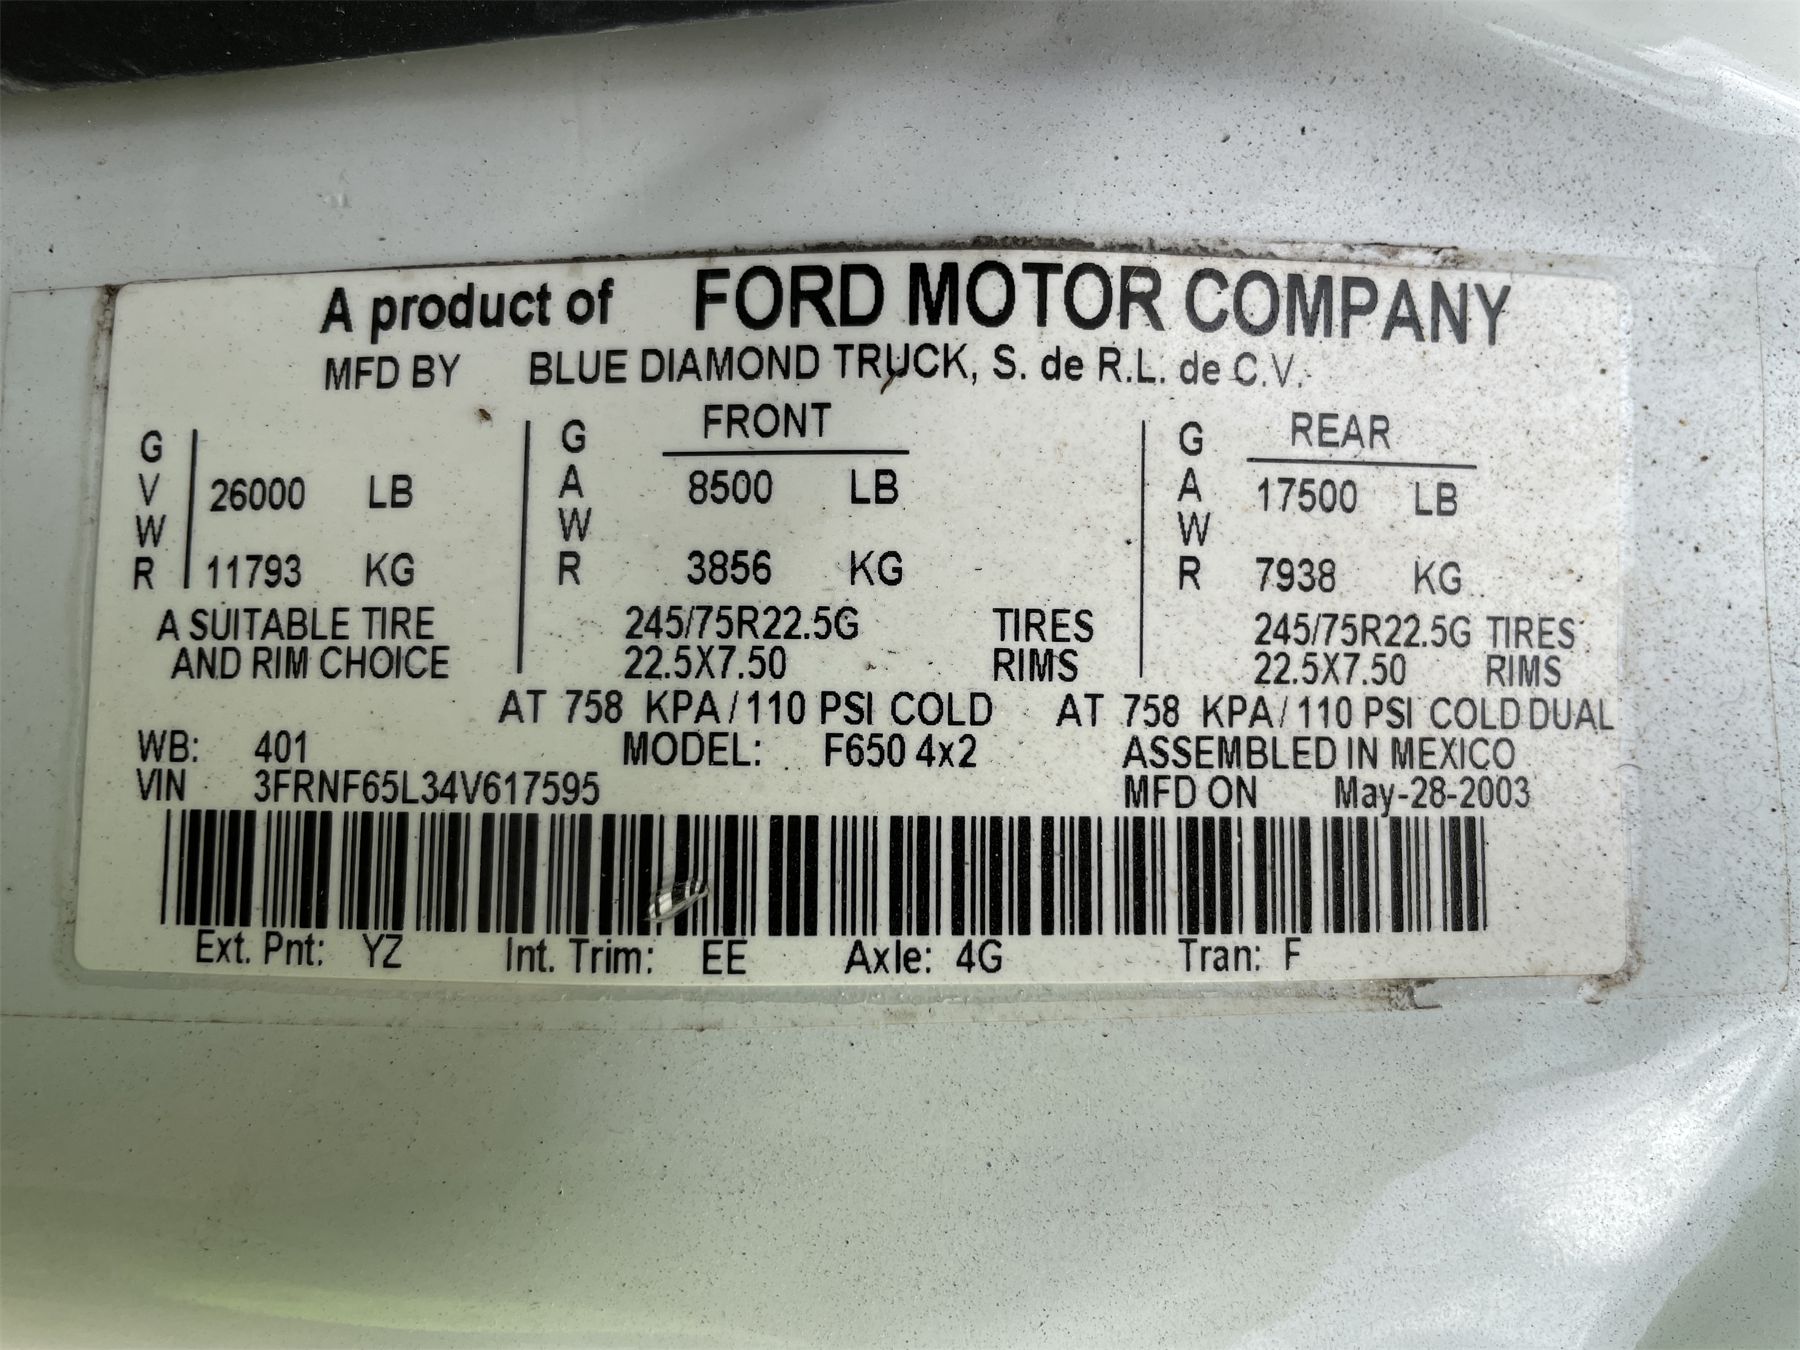 A product of FORD MOTOR COMPANY
MFD BY BLUE DIAMOND TRUCK, S. de R.L. de C.V.
GVWR 26000 LB 11793 KG
GAWR FRONT 8500 LB 3856 KG
GAWR REAR 17500 LB 7938 KG
A SUITABLE TIRE 245/75R22.5G TIRES 245/75R22.5G TIRES
AND RIM CHOICE 22.5X7.50 RIMS 22.5X7.50 RIMS
AT 758 KPA/110 PSI COLD AT 758 KPA/110 PSI COLD DUAL
WB: 401 MODEL: F650 4x2 ASSEMBLED IN MEXICO
VIN 3FRNF65L34V617595 MFD ON May-28-2003
Ext. Pnt: YZ Int. Trim: EE Axle: 4G Tran: F